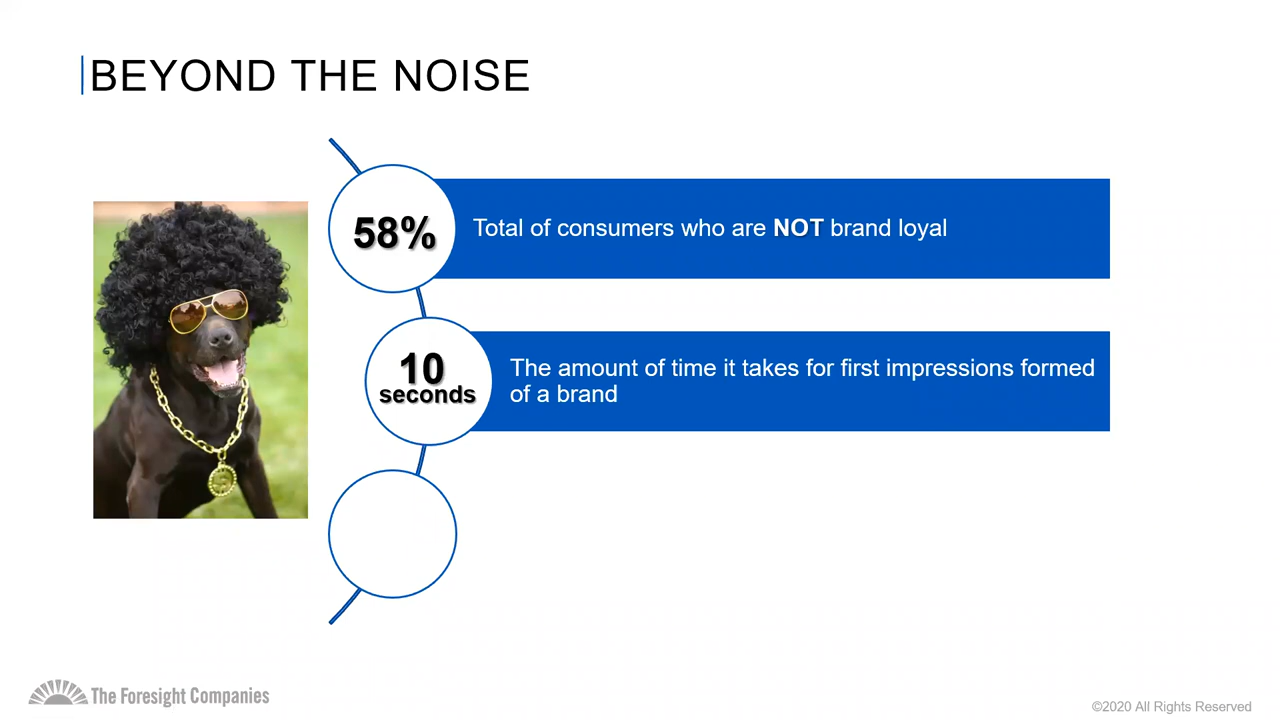 BEYOND THE NOISE
58%
Total of consumers who are NOT brand loyal
10
seconds
The amount of time it takes for first impressions formed
of a brand
The Foresight Companies
©2020 All Rights Reserved